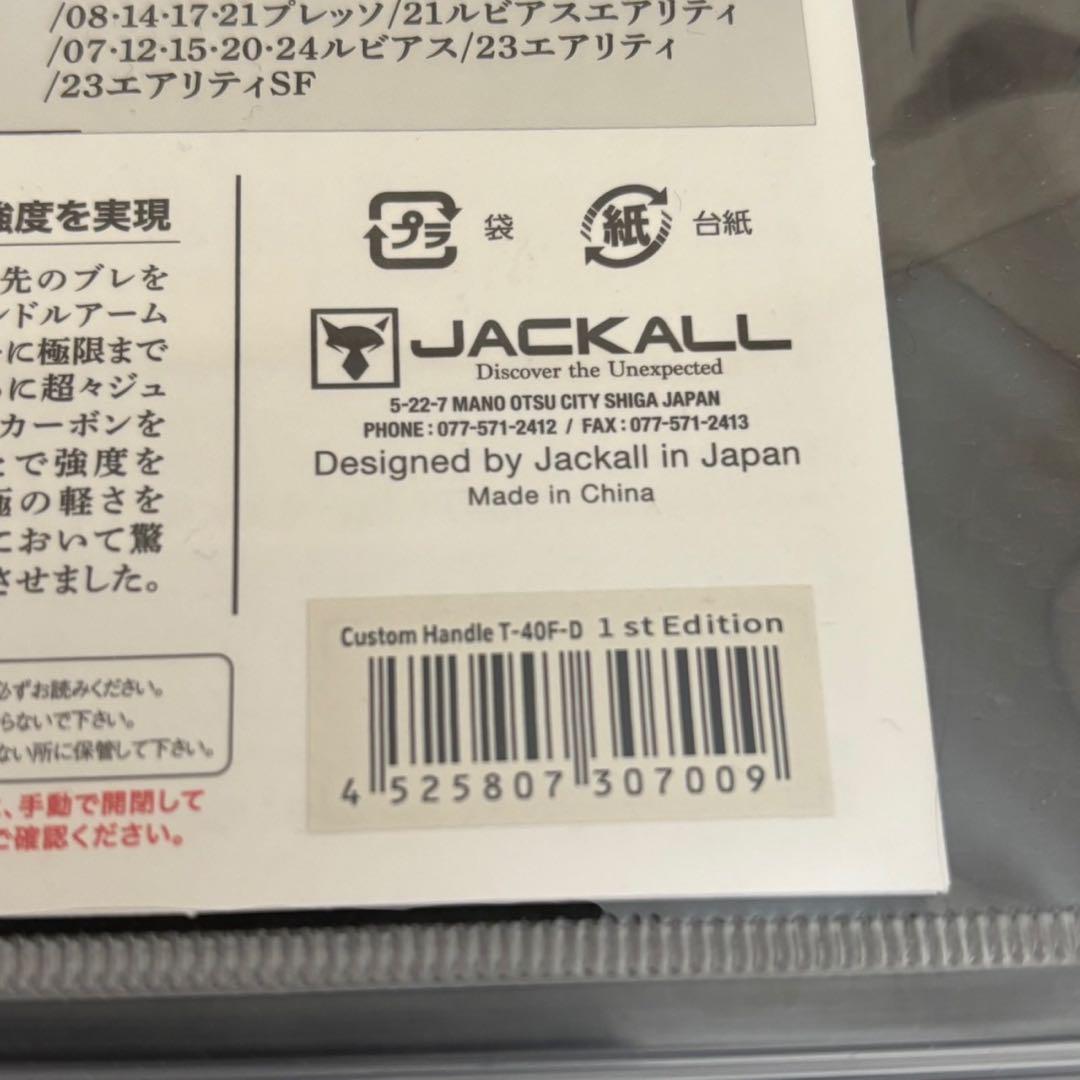 /08·14·17·21プレッソ/21ルビアスエアリティ
/07·12·15·20·24ルビアス/23エアリティ
/23エアリティSF
強度を実現
先のブレを
ンドルアーム
に極限まで
に超々ジュ
カーボンを
とで強度を
極の軽さを
において驚
させました。
必ずお読みください。
らないで下さい。
ない所に保管して下さい。
、手動で開閉して
ご確認ください。
プラ 袋 紙 台紙
JACKALL
Discover the Unexpected
5-22-7 MANO OTSU CITY SHIGA JAPAN
PHONE : 077-571-2412 / FAX : 077-571-2413
Designed by Jackall in Japan
Made in China
Custom Handle T-40F-D 1 st Edition
4 525807 307009